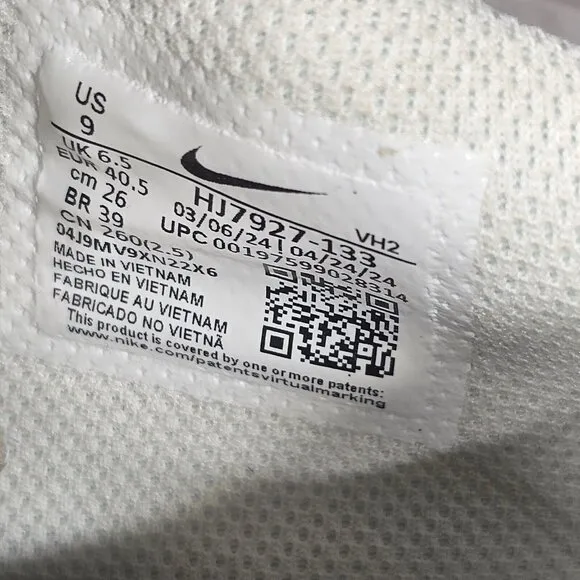 US
9
UK 6.5
EUR 40.5
cm 26
BR 39
CN 260(2.5)
HJ7927-133
VH2
03/06/24 | 04/24/24
UPC 00197599028314
04J9MV9XN22X6
MADE IN VIETNAM
HECHO EN VIETNAM
FABRIQUE AU VIETNAM
FABRICADO NO VIETNÃ
This product is covered by one or more patents:
www.nike.com/patentsvirtualmarking